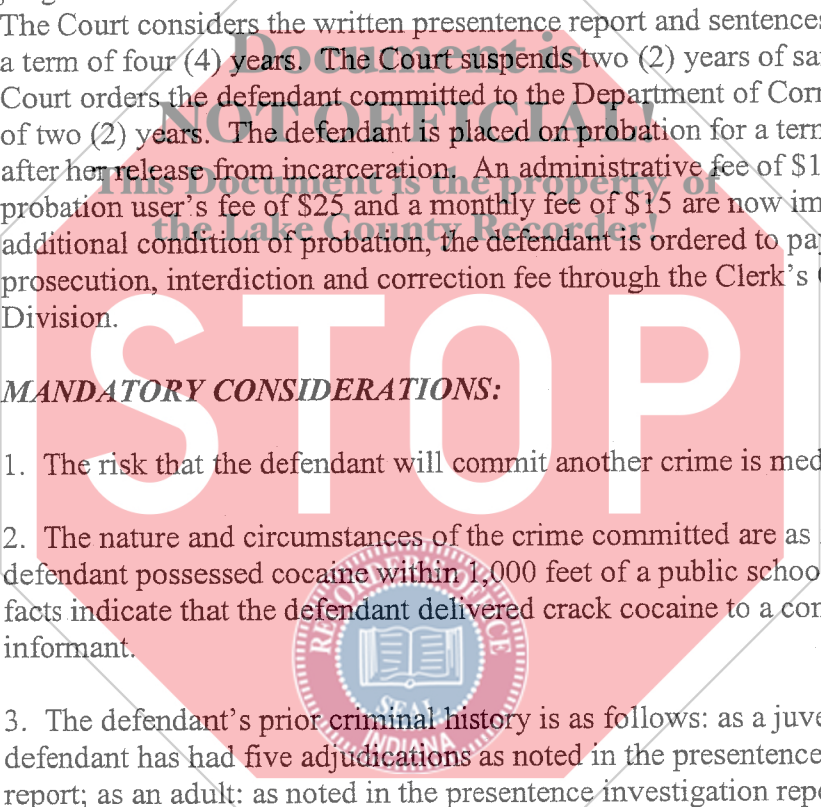 The Court considers the written presentence report and sentences
a term of four (4) years. The Court suspends two (2) years of sa
Court orders the defendant committed to the Department of Corr
of two (2) years. The defendant is placed on probation for a term
after her release from incarceration. An administrative fee of $1
probation user's fee of $25 and a monthly fee of $15 are now im
additional condition of probation, the defendant is ordered to pay
prosecution, interdiction and correction fee through the Clerk's
Division.
MANDATORY CONSIDERATIONS:
1. The risk that the defendant will commit another crime is med
2. The nature and circumstances of the crime committed are as
defendant possessed cocaine within 1,000 feet of a public schoo
facts indicate that the defendant delivered crack cocaine to a con
informant.
3. The defendant's prior criminal history is as follows: as a juve
defendant has had five adjudications as noted in the presentence
report; as an adult: as noted in the presentence investigation repo
Document is
NOT OFFICIAL!
This Document is the property of
the Lake County Recorder!
STOP
SEAL
INDIANA